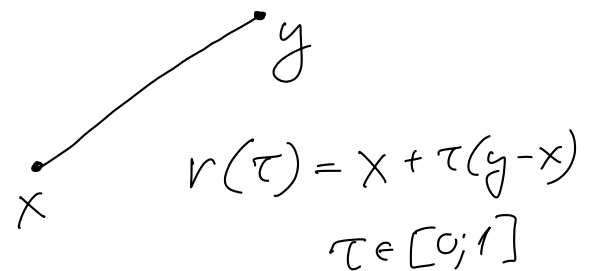 y
x
r(τ) = x + τ(y-x)
τ ∈ [0;1]